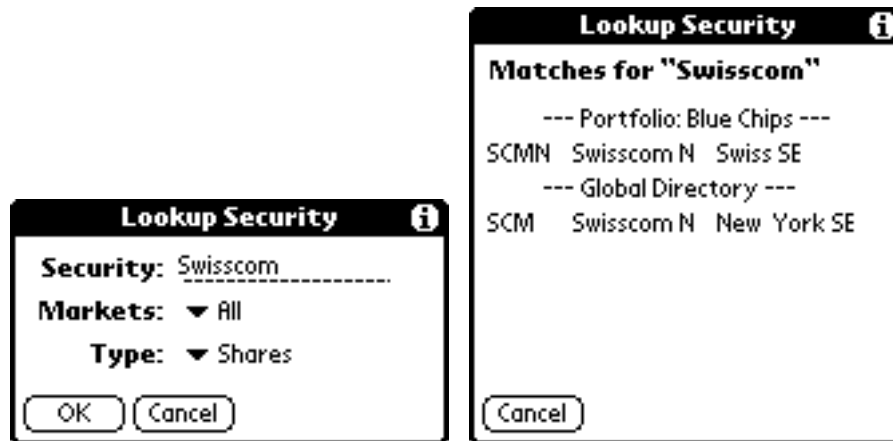 Lookup Security
Security: Swisscom
Markets: All
Type: Shares
OK Cancel
Lookup Security
Matches for "Swisscom"
--- Portfolio: Blue Chips ---
SCMN Swisscom N Swiss SE
--- Global Directory ---
SCM Swisscom N New York SE
Cancel